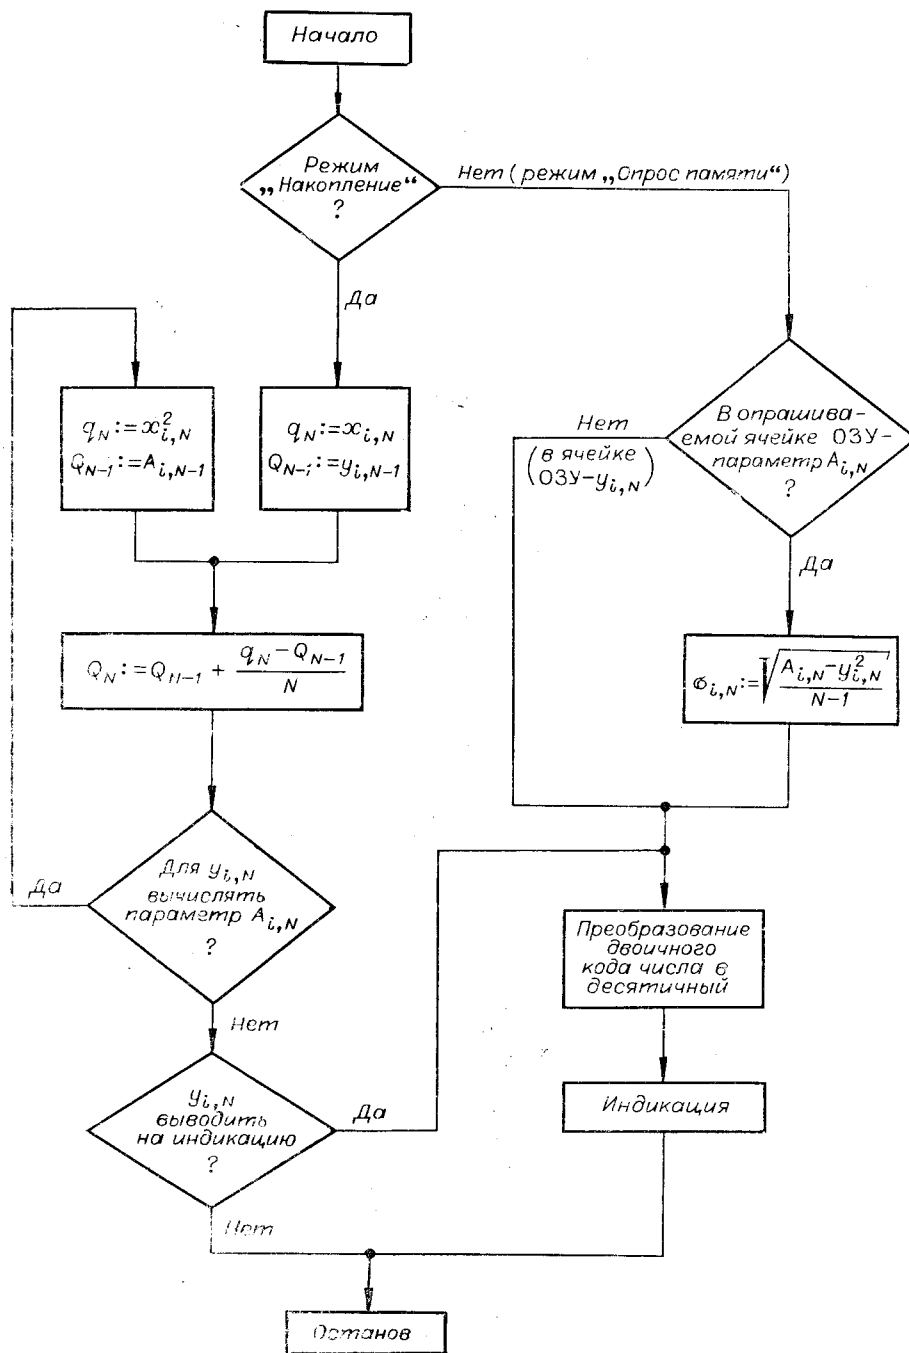 Начало
Режим
„Накопление“
?
Нет (режим „Опрос памяти“)
Да
q_N := x²_{i,N}
Q_{N-1} := A_{i,N-1}
q_N := x_{i,N}
Q_{N-1} := y_{i,N-1}
Нет
(в ячейке
ОЗУ-y_{i,N})
В опрашива-
емой ячейке ОЗУ-
параметр A_{i,N}
?
Да
Q_N := Q_{N-1} + (q_N - Q_{N-1})/N
σ_{i,N} := √((A_{i,N} - y²_{i,N})/(N-1))
Для y_{i,N}
вычислять
параметр A_{i,N}
?
Да
Нет
Преобразование
двоичного
кода числа в
десятичный
y_{i,N}
выводить
на индикацию
?
Да
Индикация
Нет
Останов